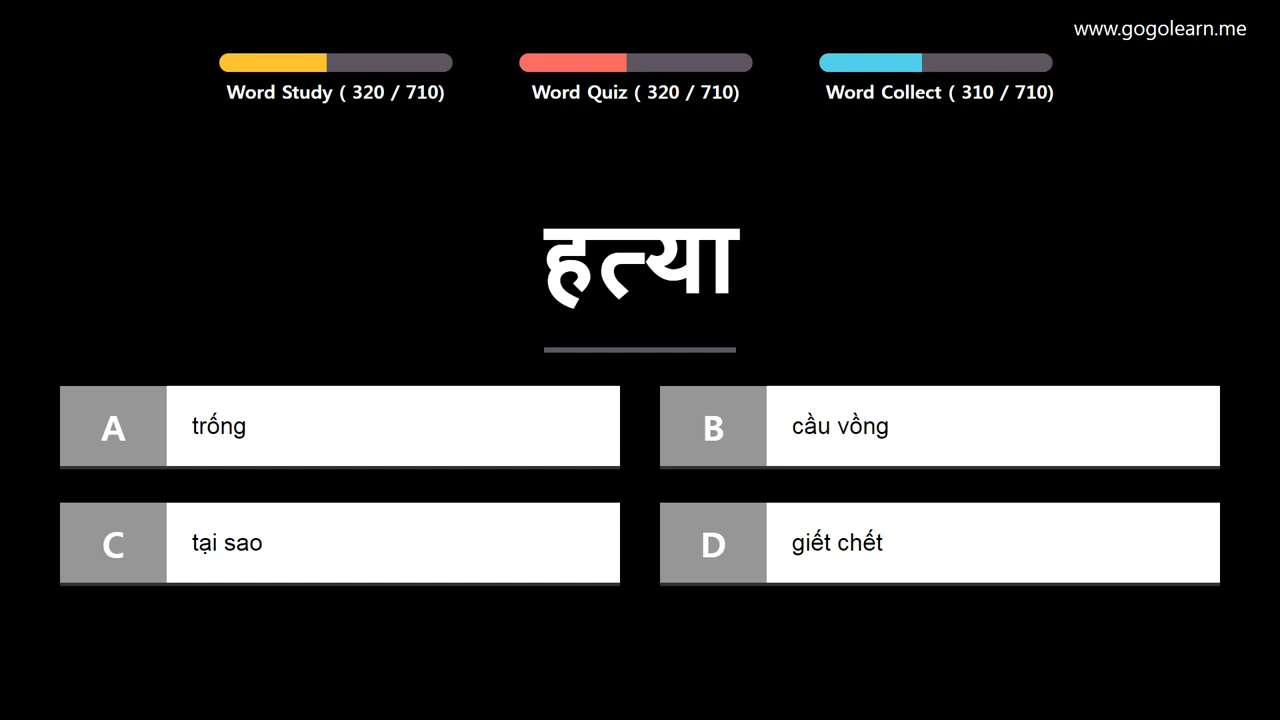 www.gogolearn.me
Word Study ( 320 / 710)
Word Quiz ( 320 / 710)
Word Collect ( 310 / 710)
हत्या
A trống
B cầu vồng
C tại sao
D giết chết